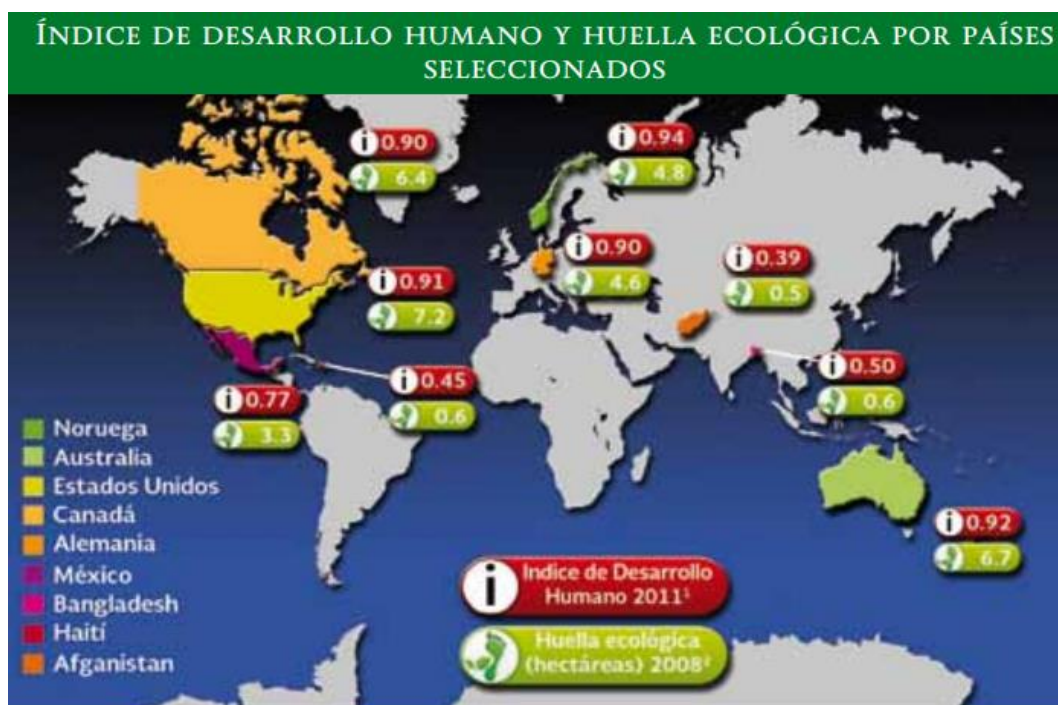 ÍNDICE DE DESARROLLO HUMANO Y HUELLA ECOLÓGICA POR PAÍSES
SELECCIONADOS
0.90
6.4
0.94
4.8
0.90
4.6
0.39
0.5
0.91
7.2
0.45
0.6
0.50
0.6
0.77
3.3
0.92
6.7
Noruega
Australia
Estados Unidos
Canadá
Alemania
México
Bangladesh
Haití
Afganistan
i Indice de Desarrollo
Humano 2011¹
Huella ecológica
(hectáreas) 2008²